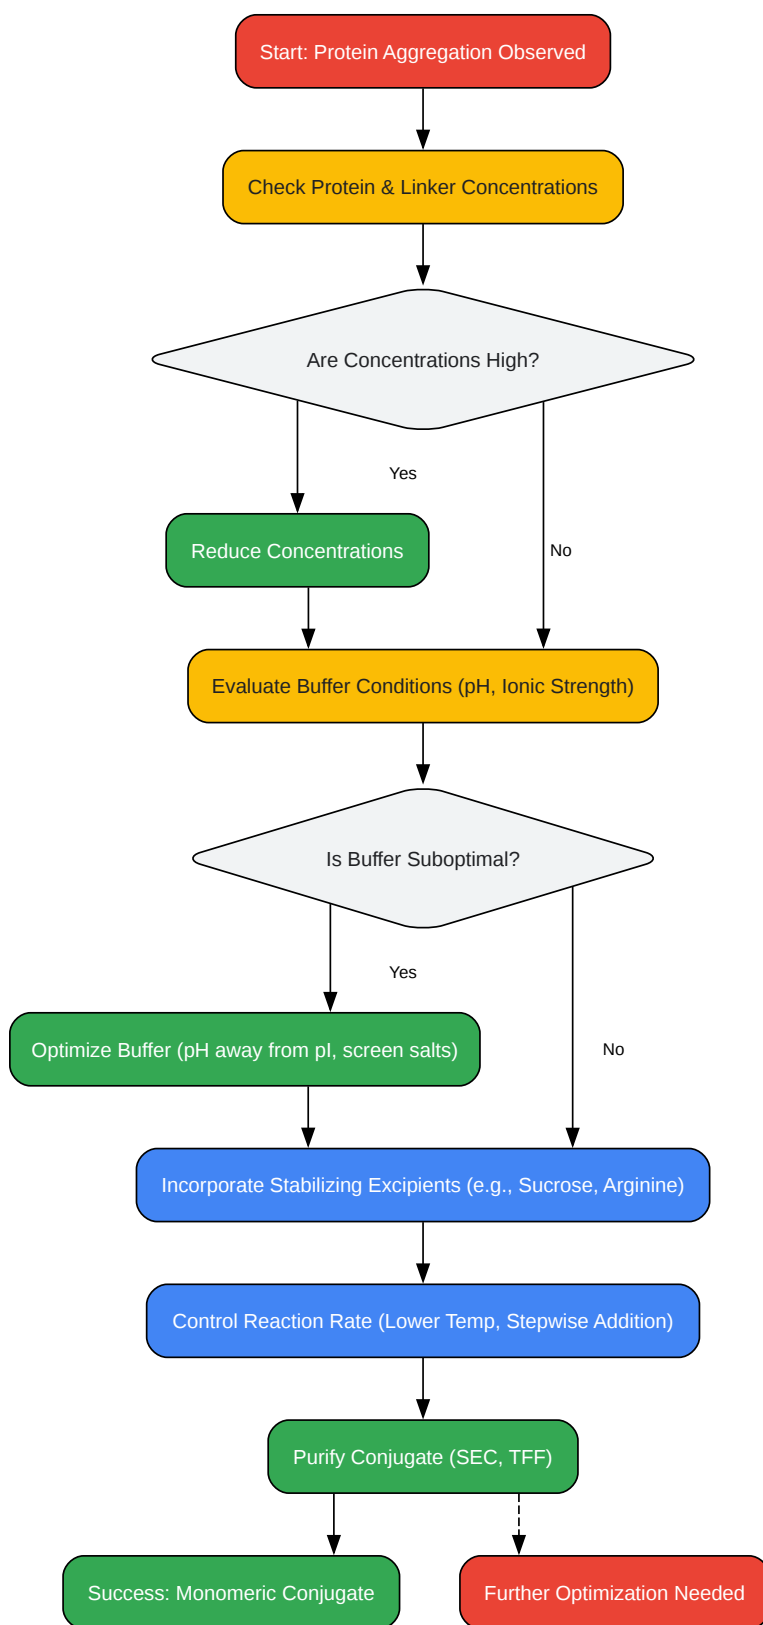 Start: Protein Aggregation Observed
Check Protein & Linker Concentrations
Are Concentrations High?
Yes
Reduce Concentrations
No
Evaluate Buffer Conditions (pH, Ionic Strength)
Is Buffer Suboptimal?
Yes
Optimize Buffer (pH away from pI, screen salts)
No
Incorporate Stabilizing Excipients (e.g., Sucrose, Arginine)
Control Reaction Rate (Lower Temp, Stepwise Addition)
Purify Conjugate (SEC, TFF)
Success: Monomeric Conjugate
Further Optimization Needed